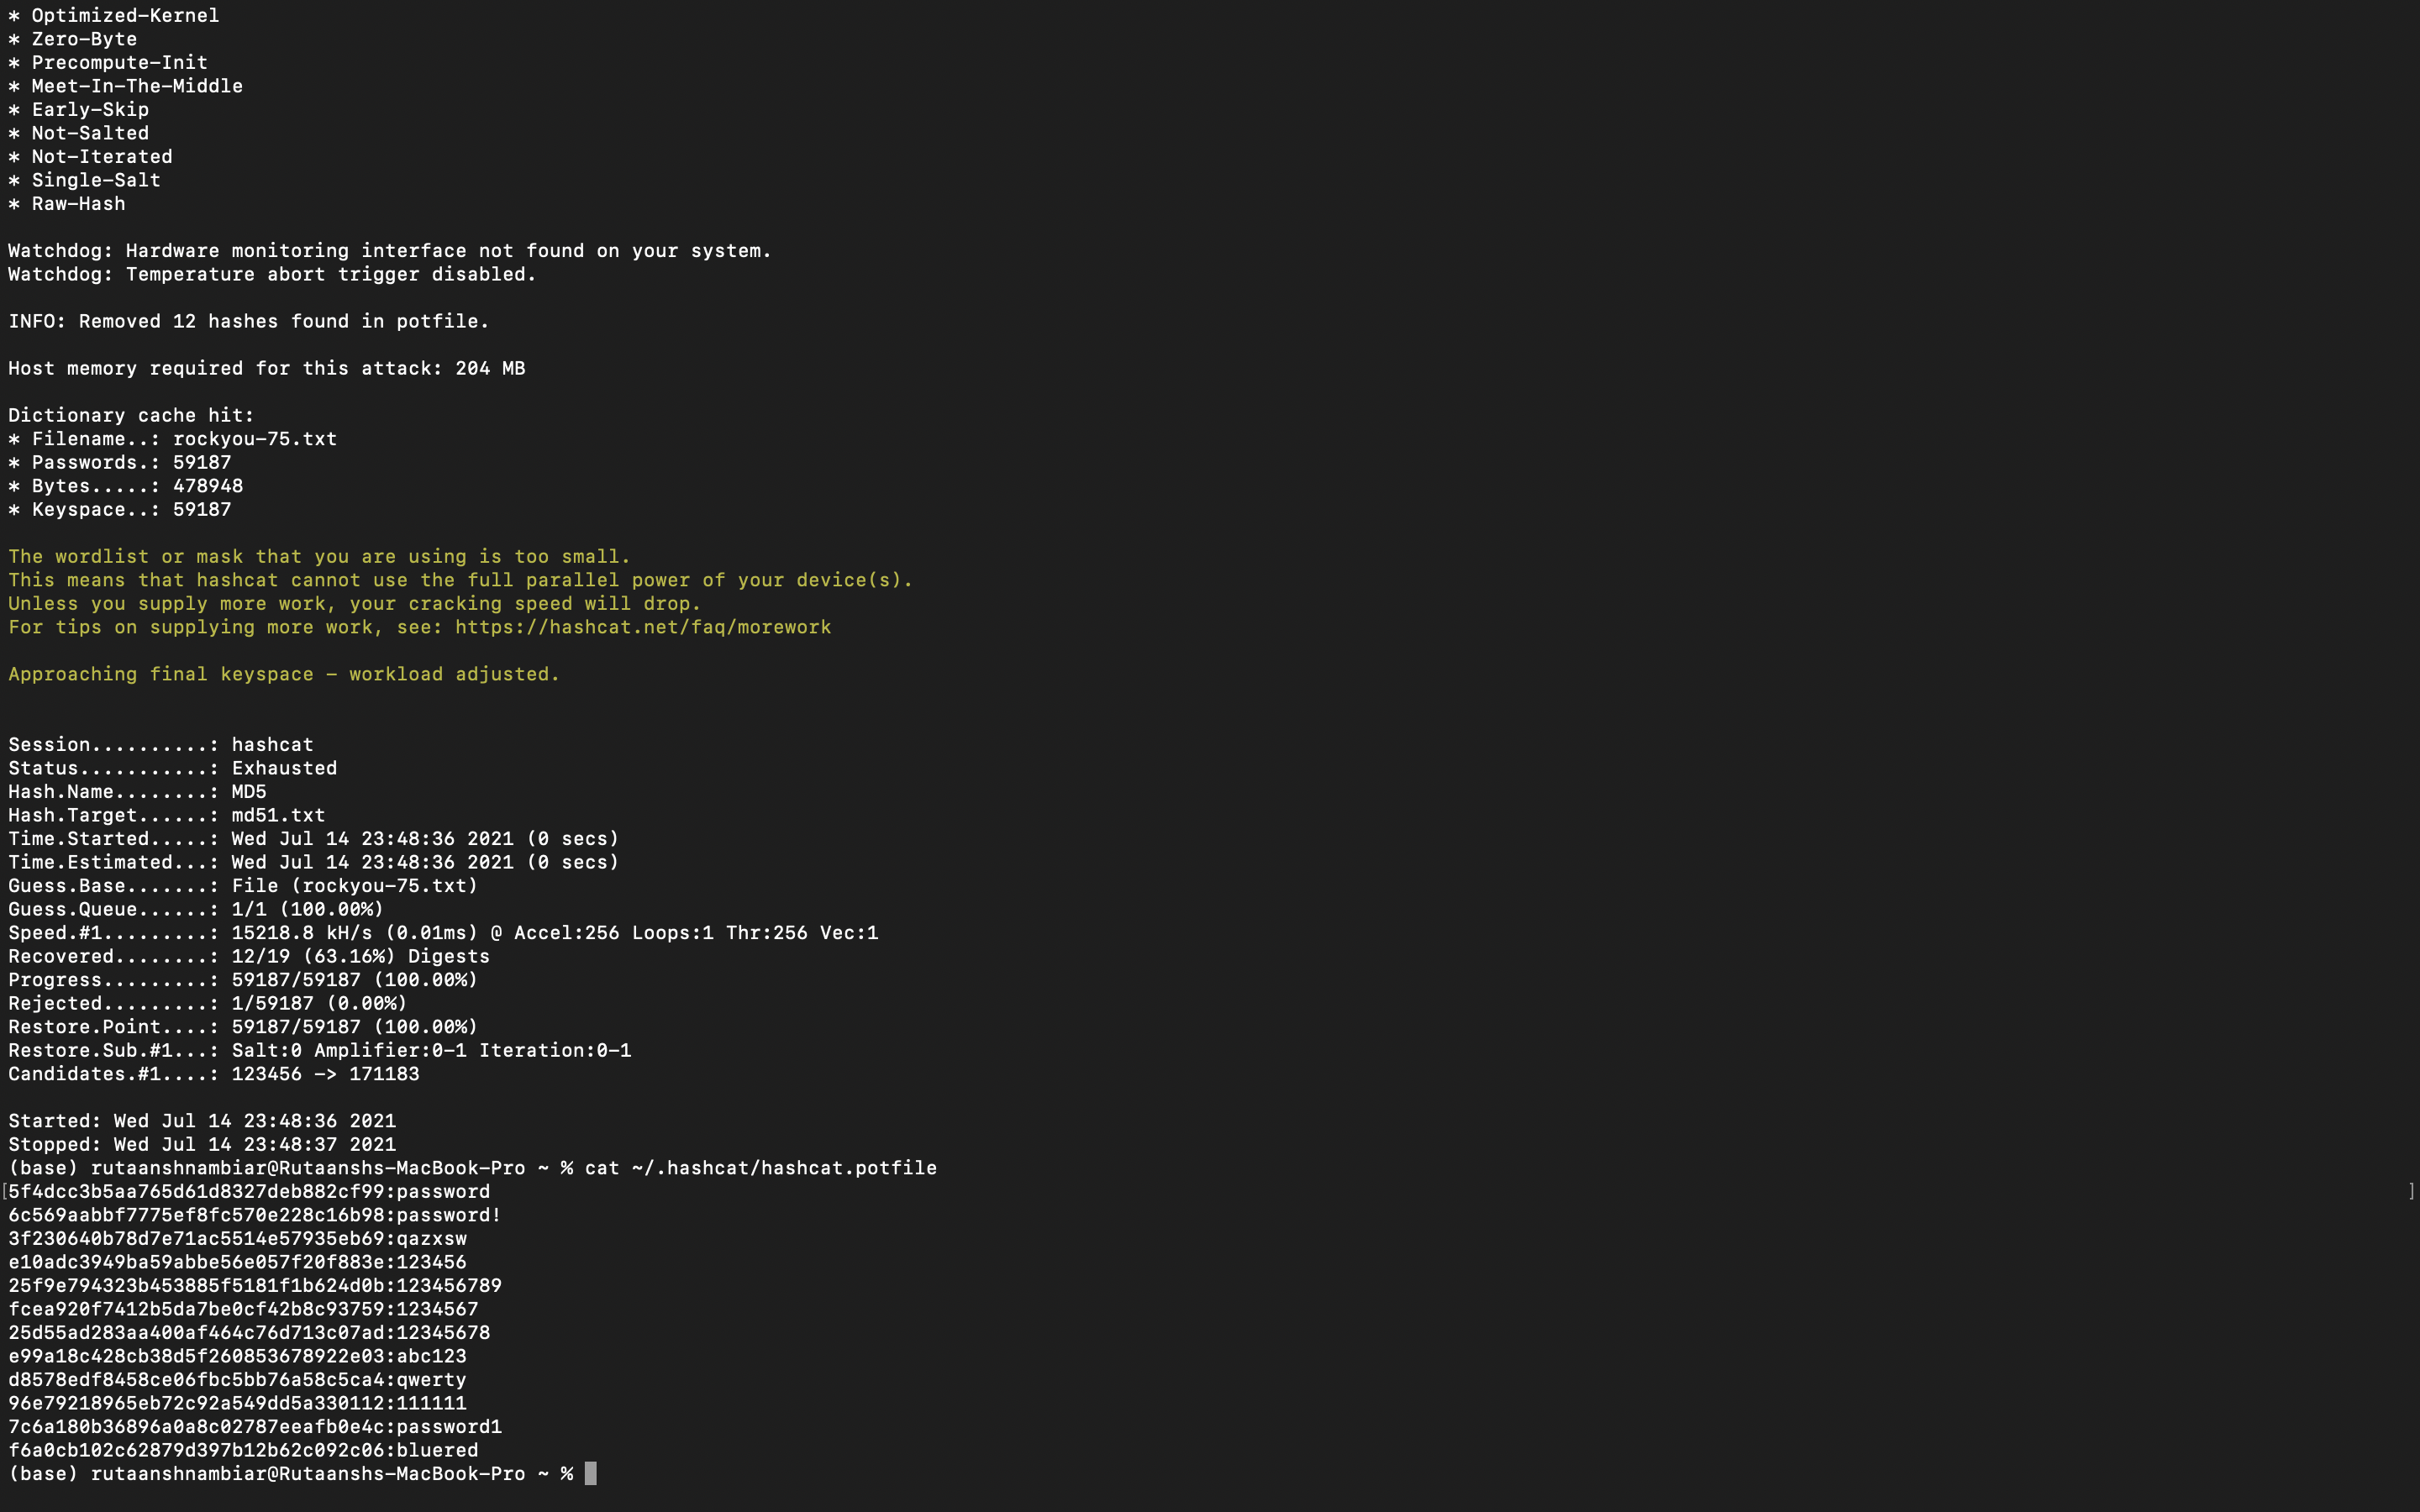 * Optimized-Kernel
* Zero-Byte
* Precompute-Init
* Meet-In-The-Middle
* Early-Skip
* Not-Salted
* Not-Iterated
* Single-Salt
* Raw-Hash
Watchdog: Hardware monitoring interface not found on your system.
Watchdog: Temperature abort trigger disabled.
INFO: Removed 12 hashes found in potfile.
Host memory required for this attack: 204 MB
Dictionary cache hit:
* Filename..: rockyou-75.txt
* Passwords.: 59187
* Bytes.....: 478948
* Keyspace..: 59187
The wordlist or mask that you are using is too small.
This means that hashcat cannot use the full parallel power of your device(s).
Unless you supply more work, your cracking speed will drop.
For tips on supplying more work, see: https://hashcat.net/faq/morework
Approaching final keyspace - workload adjusted.
Session..........: hashcat
Status...........: Exhausted
Hash.Name........: MD5
Hash.Target......: md51.txt
Time.Started.....: Wed Jul 14 23:48:36 2021 (0 secs)
Time.Estimated...: Wed Jul 14 23:48:36 2021 (0 secs)
Guess.Base.......: File (rockyou-75.txt)
Guess.Queue......: 1/1 (100.00%)
Speed.#1.........: 15218.8 kH/s (0.01ms) @ Accel:256 Loops:1 Thr:256 Vec:1
Recovered........: 12/19 (63.16%) Digests
Progress.........: 59187/59187 (100.00%)
Rejected.........: 1/59187 (0.00%)
Restore.Point....: 59187/59187 (100.00%)
Restore.Sub.#1...: Salt:0 Amplifier:0-1 Iteration:0-1
Candidates.#1....: 123456 -> 171183
Started: Wed Jul 14 23:48:36 2021
Stopped: Wed Jul 14 23:48:37 2021
(base) rutaanshnambiar@Rutaanshs-MacBook-Pro ~ % cat ~/.hashcat/hashcat.potfile
[5f4dcc3b5aa765d61d8327deb882cf99:password ]
6c569aabbf7775ef8fc570e228c16b98:password!
3f230640b78d7e71ac5514e57935eb69:qazxsw
e10adc3949ba59abbe56e057f20f883e:123456
25f9e794323b453885f5181f1b624d0b:123456789
fcea920f7412b5da7be0cf42b8c93759:1234567
25d55ad283aa400af464c76d713c07ad:12345678
e99a18c428cb38d5f260853678922e03:abc123
d8578edf8458ce06fbc5bb76a58c5ca4:qwerty
96e79218965eb72c92a549dd5a330112:111111
7c6a180b36896a0a8c02787eeafb0e4c:password1
f6a0cb102c62879d397b12b62c092c06:bluered
(base) rutaanshnambiar@Rutaanshs-MacBook-Pro ~ %